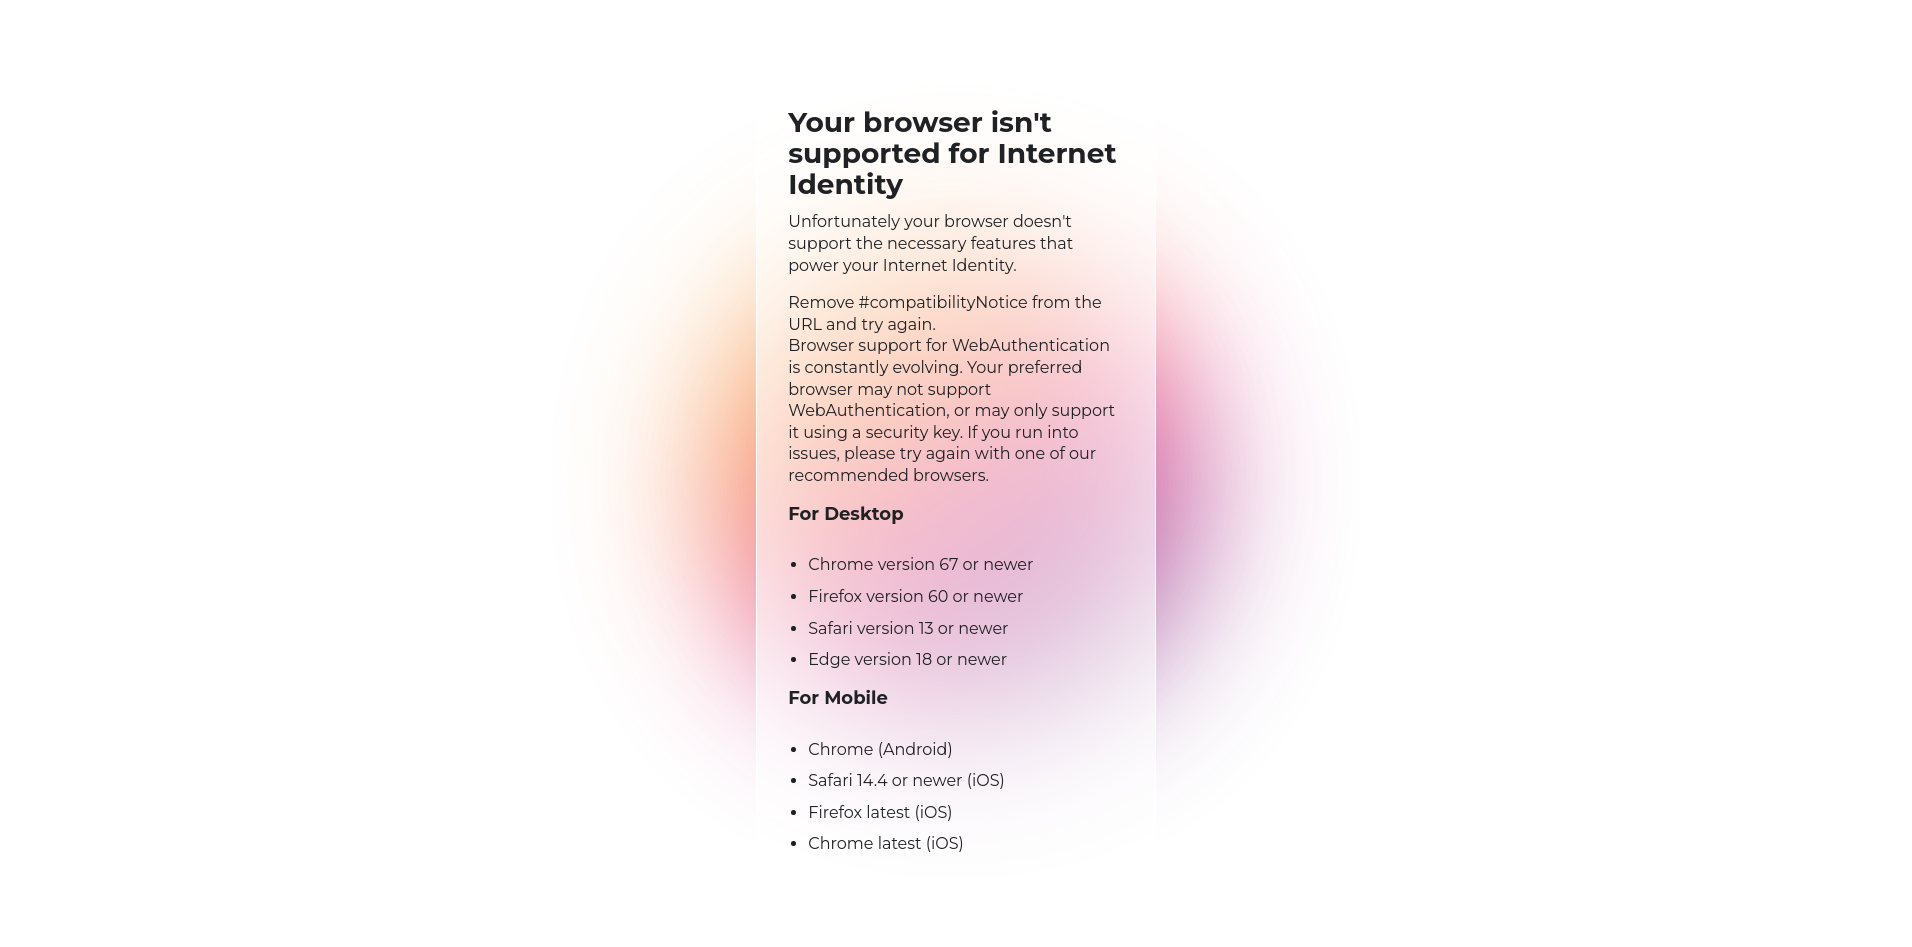 Your browser isn't
supported for Internet
Identity
Unfortunately your browser doesn't
support the necessary features that
power your Internet Identity.
Remove #compatibilityNotice from the
URL and try again.
Browser support for WebAuthentication
is constantly evolving. Your preferred
browser may not support
WebAuthentication, or may only support
it using a security key. If you run into
issues, please try again with one of our
recommended browsers.
For Desktop
• Chrome version 67 or newer
• Firefox version 60 or newer
• Safari version 13 or newer
• Edge version 18 or newer
For Mobile
• Chrome (Android)
• Safari 14.4 or newer (iOS)
• Firefox latest (iOS)
• Chrome latest (iOS)